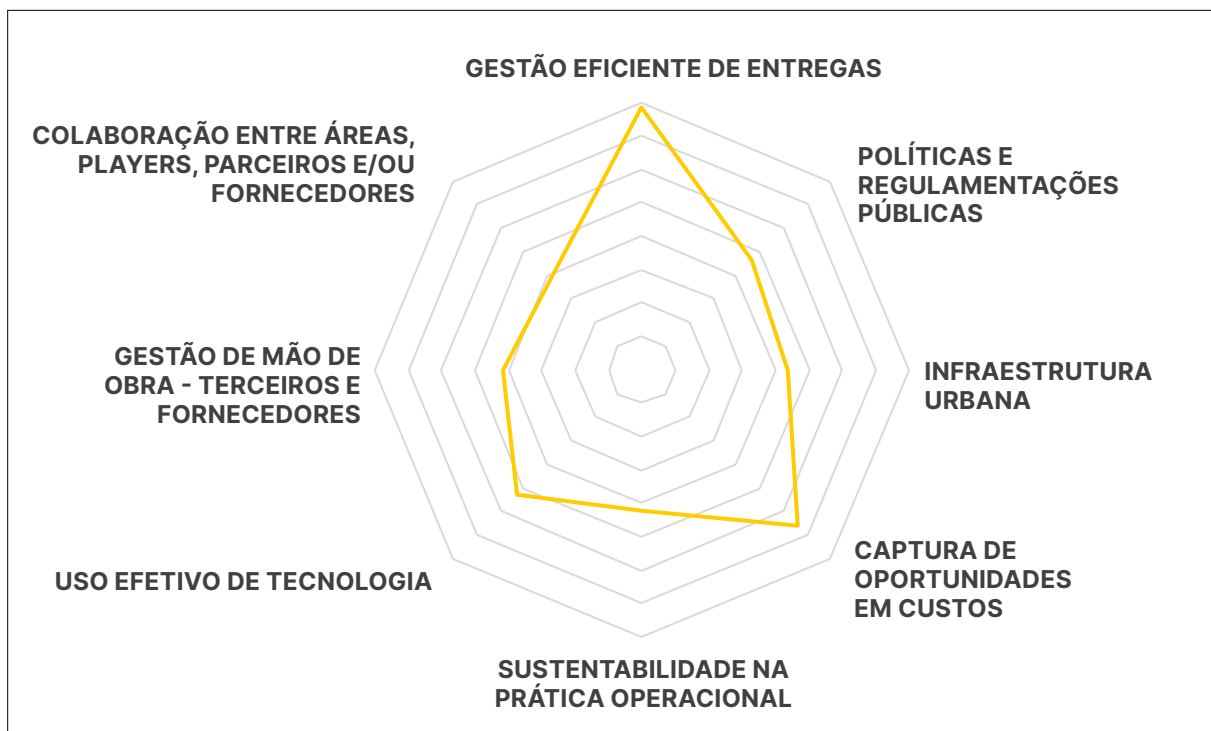 GESTÃO EFICIENTE DE ENTREGAS
COLABORAÇÃO ENTRE ÁREAS,
PLAYERS, PARCEIROS E/OU
FORNECEDORES
POLÍTICAS E
REGULAMENTAÇÕES
PÚBLICAS
GESTÃO DE MÃO DE
OBRA - TERCEIROS E
FORNECEDORES
INFRAESTRUTURA
URBANA
USO EFETIVO DE TECNOLOGIA
CAPTURA DE
OPORTUNIDADES
EM CUSTOS
SUSTENTABILIDADE NA
PRÁTICA OPERACIONAL